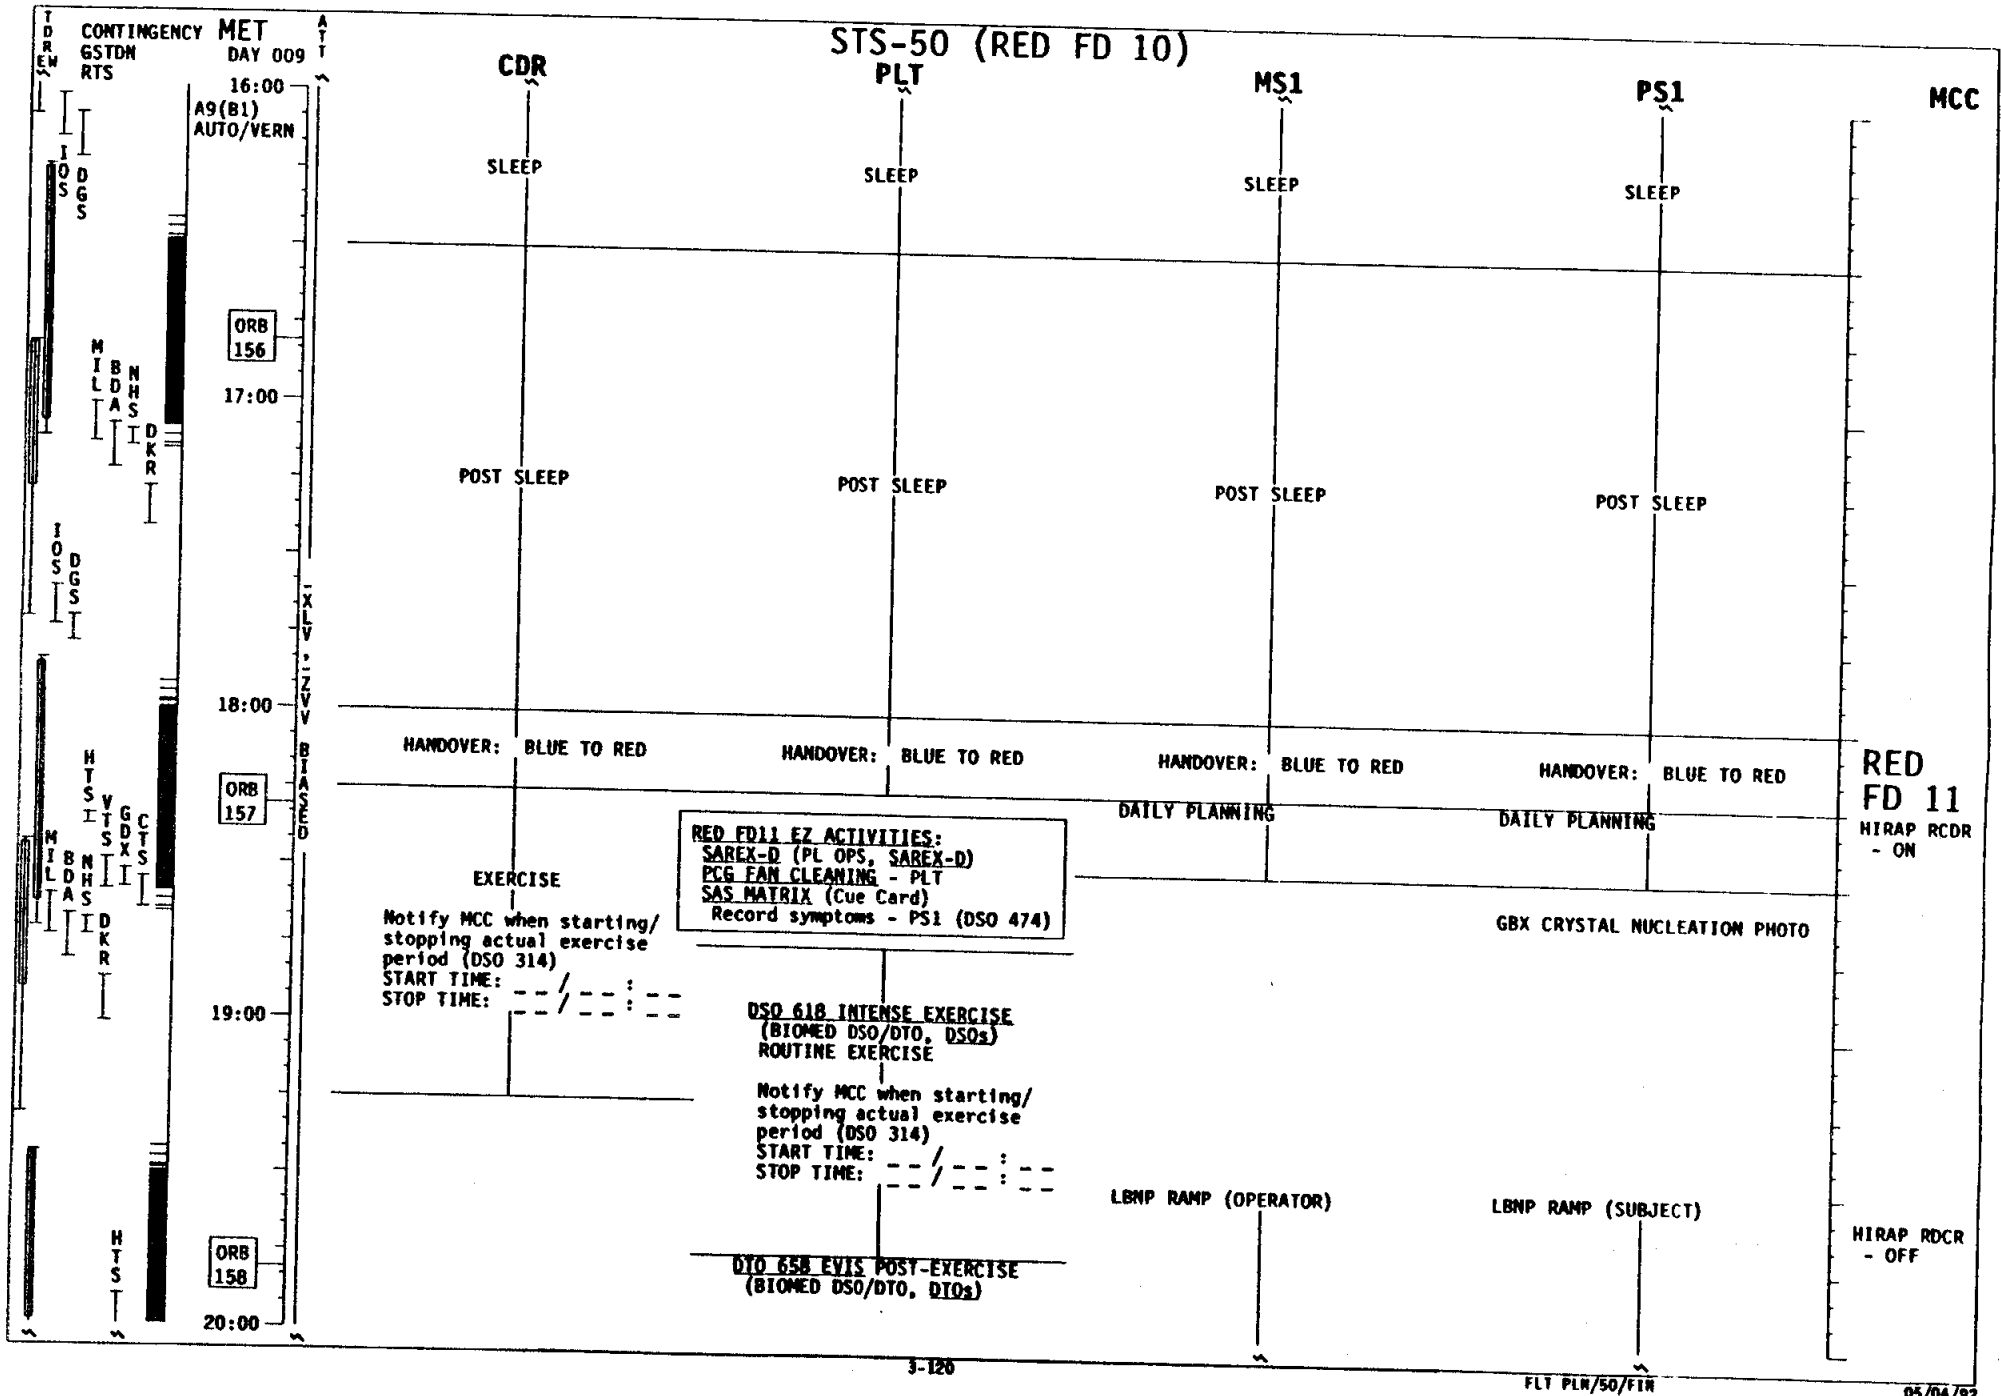 STS-50 (RED FD 10)
TDRE W
CONTINGENCY
GSTDN
RTS
MET
DAY 009
ATT
CDR
PLT
MS1
PS1
MCC
16:00
A9(B1)
AUTO/VERN
IOS
DGS
SLEEP
SLEEP
SLEEP
SLEEP
ORB
156
MIL
BDA
NHS
DKR
17:00
POST SLEEP
POST SLEEP
POST SLEEP
POST SLEEP
IOS
DGS
-XLV,-ZVV BIASED
18:00
HANDOVER: BLUE TO RED
HANDOVER: BLUE TO RED
HANDOVER: BLUE TO RED
HANDOVER: BLUE TO RED
RED
FD 11
HIRAP RCDR
- ON
HTS
VTS
GDX
CTS
ORB
157
MIL
BDA
NHS
DKR
DAILY PLANNING
DAILY PLANNING
RED FD11 EZ ACTIVITIES:
SAREX-D (PL OPS, SAREX-D)
PCG FAN CLEANING - PLT
SAS MATRIX (Cue Card)
Record symptoms - PS1 (DSO 474)
EXERCISE
Notify MCC when starting/
stopping actual exercise
period (DSO 314)
START TIME: _ _ / _ _ : _ _
STOP TIME: _ _ / _ _ : _ _
GBX CRYSTAL NUCLEATION PHOTO
19:00
DSO 618 INTENSE EXERCISE
(BIOMED DSO/DTO, DSOs)
ROUTINE EXERCISE
Notify MCC when starting/
stopping actual exercise
period (DSO 314)
START TIME: _ _ / _ _ : _ _
STOP TIME: _ _ / _ _ : _ _
LBNP RAMP (OPERATOR)
LBNP RAMP (SUBJECT)
HIRAP RDCR
- OFF
HTS
ORB
158
DTO 658 EVIS POST-EXERCISE
(BIOMED DSO/DTO, DTOs)
20:00
3-120
FLT PLN/50/FIN
05/04/92